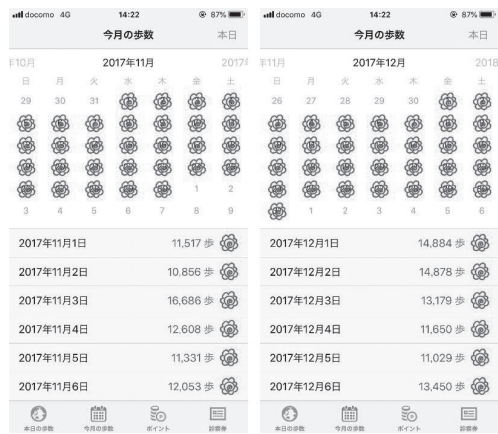 docomo 4G 14:22 87%
今月の歩数 本日
年10月 2017年11月 2017年
日 月 火 水 木 金 土
29 30 31
1 2
3 4 5 6 7 8 9
2017年11月1日 11,517 歩
2017年11月2日 10,856 歩
2017年11月3日 16,686 歩
2017年11月4日 12,608 歩
2017年11月5日 11,331 歩
2017年11月6日 12,053 歩
本日の歩数 今月の歩数 ポイント 診察券
docomo 4G 14:22 87%
今月の歩数 本日
年11月 2017年12月 2018
日 月 火 水 木 金 土
26 27 28 29 30
1 2 3 4 5 6
2017年12月1日 14,884 歩
2017年12月2日 14,878 歩
2017年12月3日 13,179 歩
2017年12月4日 11,650 歩
2017年12月5日 11,029 歩
2017年12月6日 13,450 歩
本日の歩数 今月の歩数 ポイント 診察券